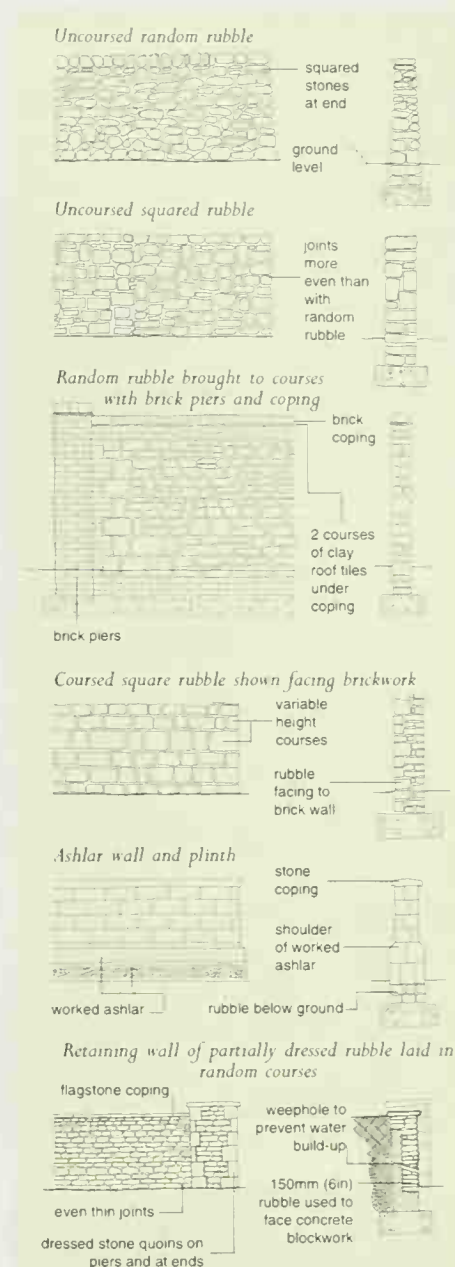 Uncoursed random rubble
squared
stones
at end
ground
level
Uncoursed squared rubble
joints
more
even than
with
random
rubble
Random rubble brought to courses
with brick piers and coping
brick
coping
2 courses
of clay
roof tiles
under
coping
brick piers
Coursed square rubble shown facing brickwork
variable
height
courses
rubble
facing to
brick wall
Ashlar wall and plinth
stone
coping
shoulder
of worked
ashlar
worked ashlar
rubble below ground
Retaining wall of partially dressed rubble laid in
random courses
flagstone coping
weephole to
prevent water
build-up
150mm (6in)
rubble used to
face concrete
blockwork
even thin joints
dressed stone quoins on
piers and at ends